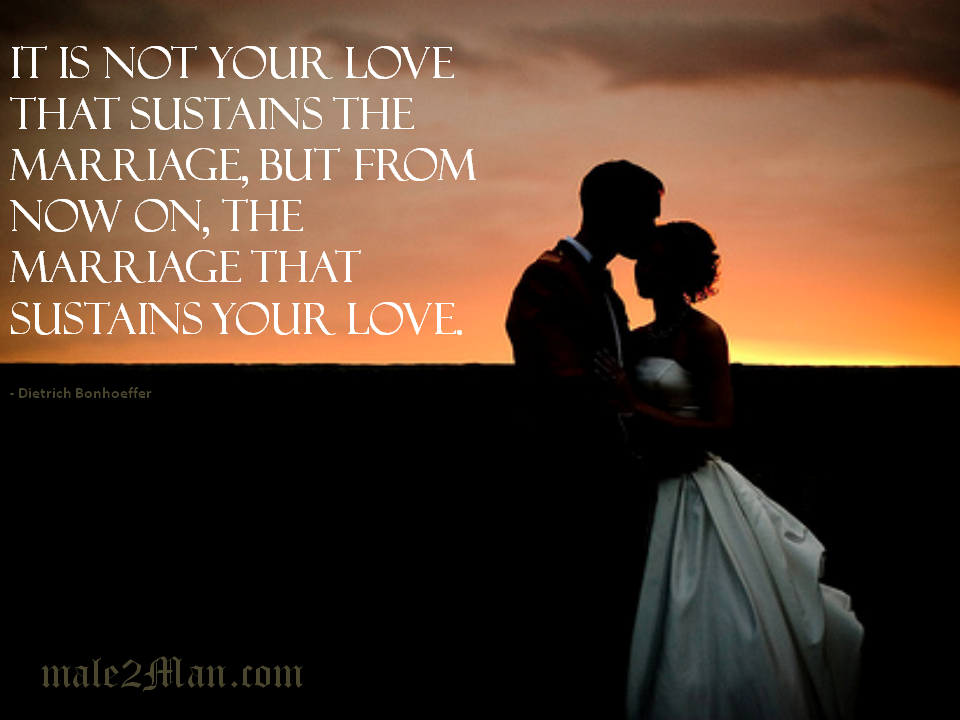 IT IS NOT YOUR LOVE
THAT SUSTAINS THE
MARRIAGE, BUT FROM
NOW ON, THE
MARRIAGE THAT
SUSTAINS YOUR LOVE.
- Dietrich Bonhoeffer
male2Man.com